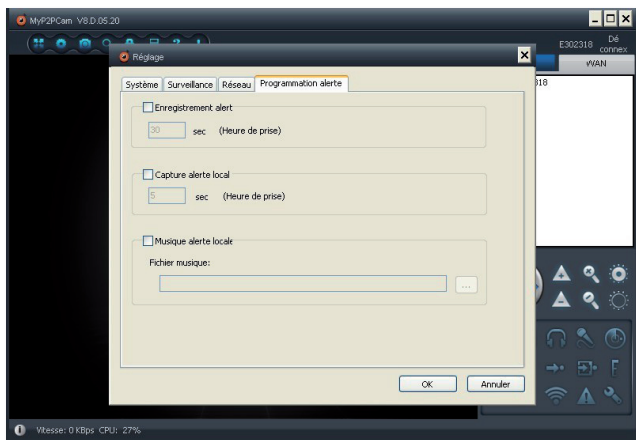 MyP2PCam V8.D.05.20
E302318
Dé
connex
Réglage
WAN
Système Surveillance Réseau Programmation alerte
318
Enregistrement alert
30 sec (Heure de prise)
Capture alerte local
5 sec (Heure de prise)
Musique alerte locale
Fichier musique:
...
OK Annuler
F
Vitesse: 0 KBps CPU: 27%